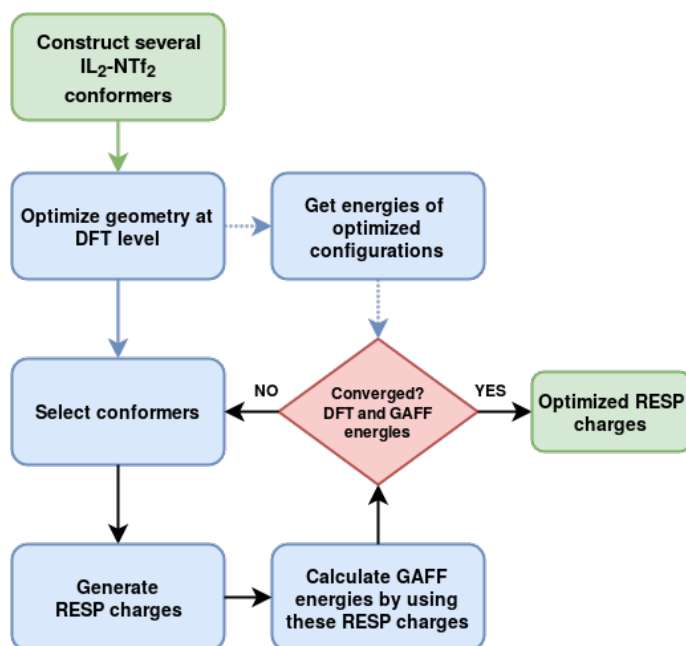 Construct several
IL₂-NTf₂
conformers
Optimize geometry at
DFT level
Get energies of
optimized
configurations
Select conformers
NO
Converged?
DFT and GAFF
energies
YES
Optimized RESP
charges
Generate
RESP charges
Calculate GAFF
energies by using
these RESP charges